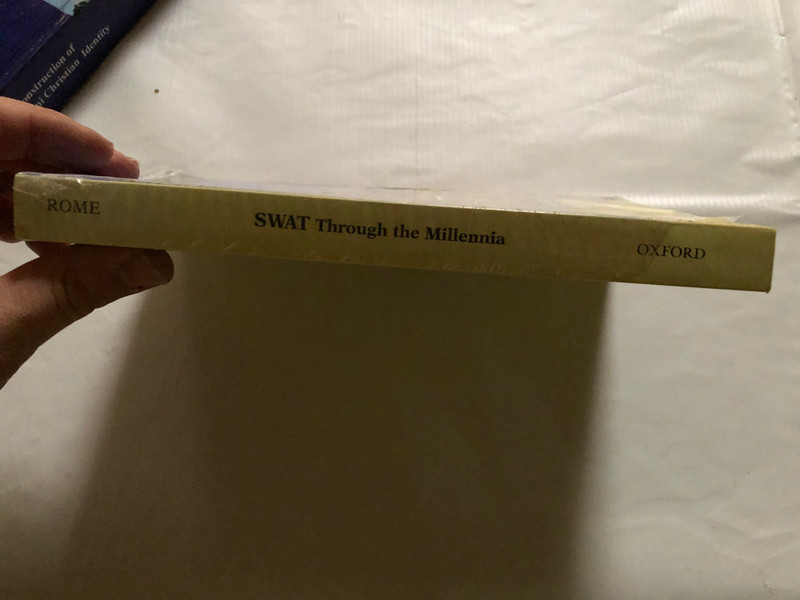 nstruction of
Christian Identity
ROME
SWAT Through the Millennia
OXFORD